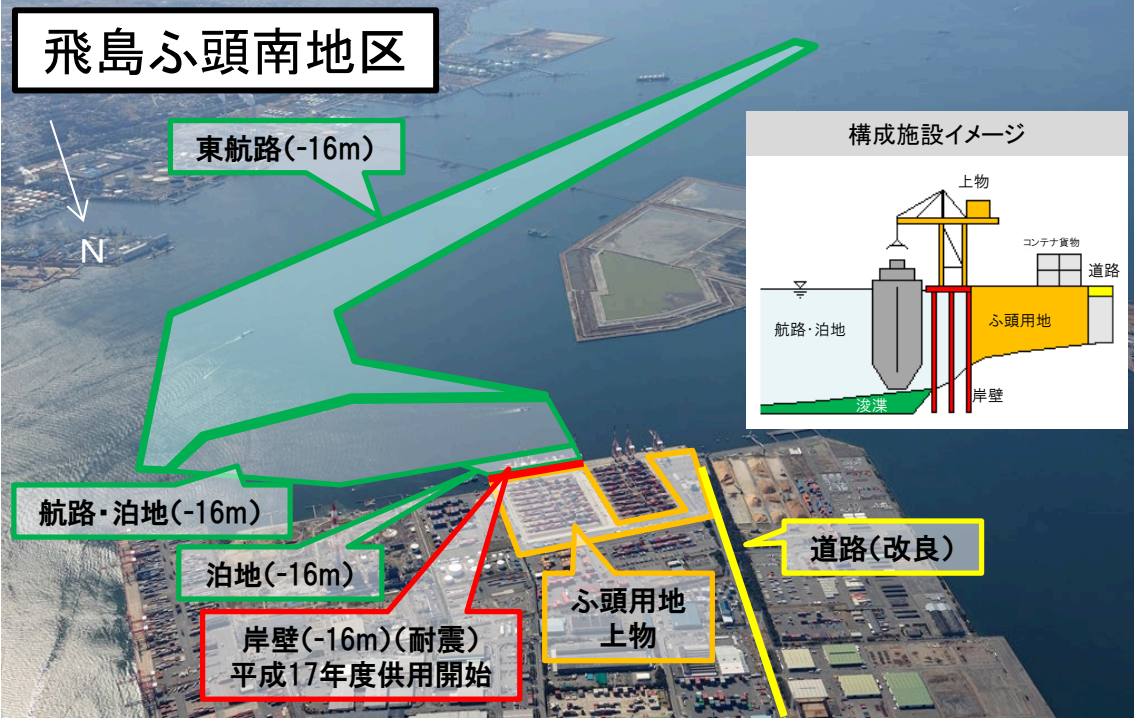 飛島ふ頭南地区
東航路(-16m)
N
構成施設イメージ
上物
コンテナ貨物
道路
航路・泊地
ふ頭用地
岸壁
浚渫
航路・泊地(-16m)
泊地(-16m)
岸壁(-16m)(耐震)
平成17年度供用開始
ふ頭用地
上物
道路(改良)